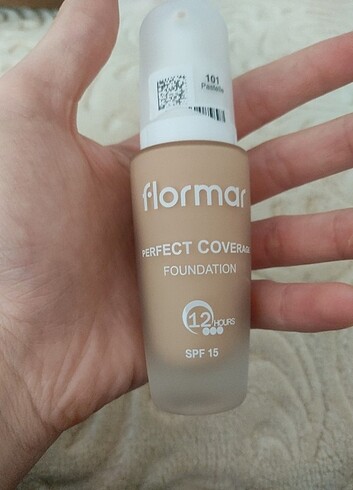 101
Pastelle
flormar
PERFECT COVERAGE
FOUNDATION
12 HOURS
SPF 15